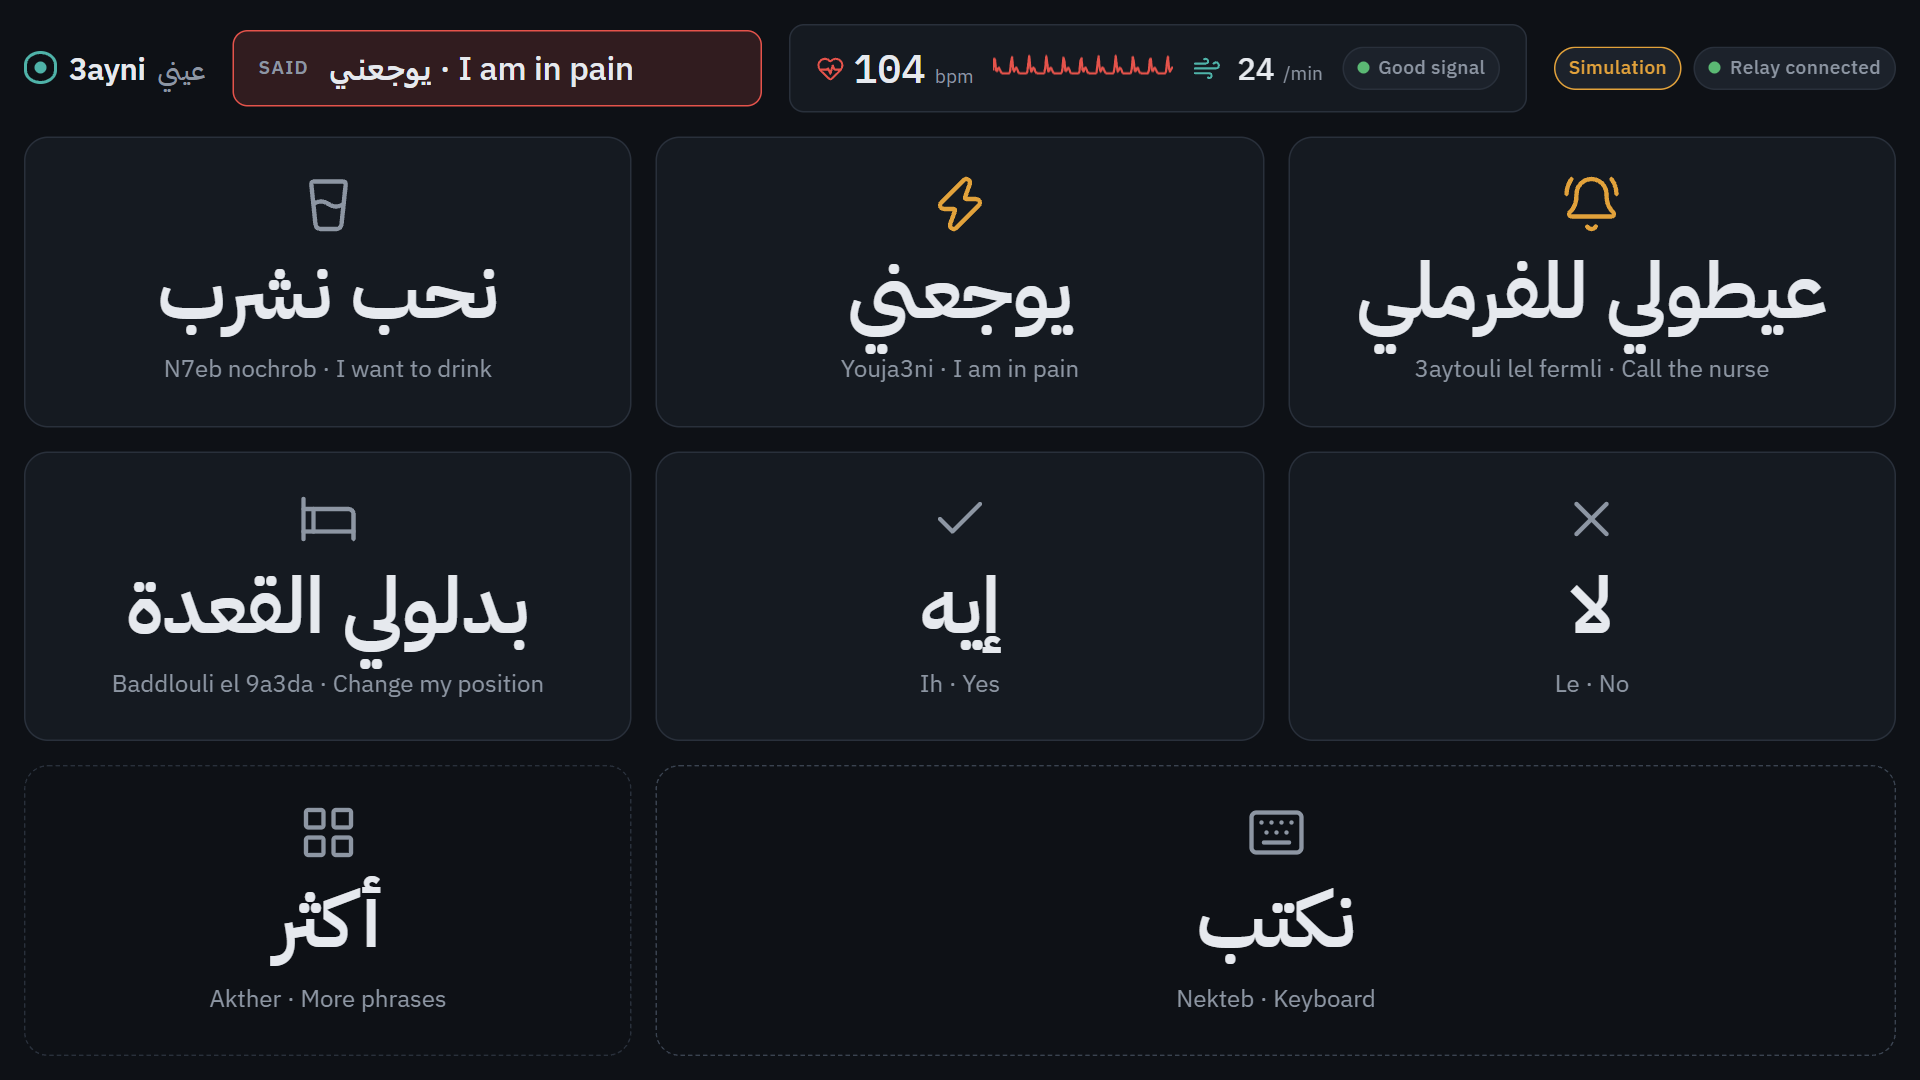 3ayni عيني
SAID يوجعني · I am in pain
104 bpm
24 /min
Good signal
Simulation
Relay connected
نحب نشرب
N7eb nochrob · I want to drink
يوجعني
Youja3ni · I am in pain
عيطولي للفرملي
3aytouli lel fermli · Call the nurse
بدلولي القعدة
Baddlouli el 9a3da · Change my position
إيه
Ih · Yes
لا
Le · No
أكثر
Akther · More phrases
نكتب
Nekteb · Keyboard